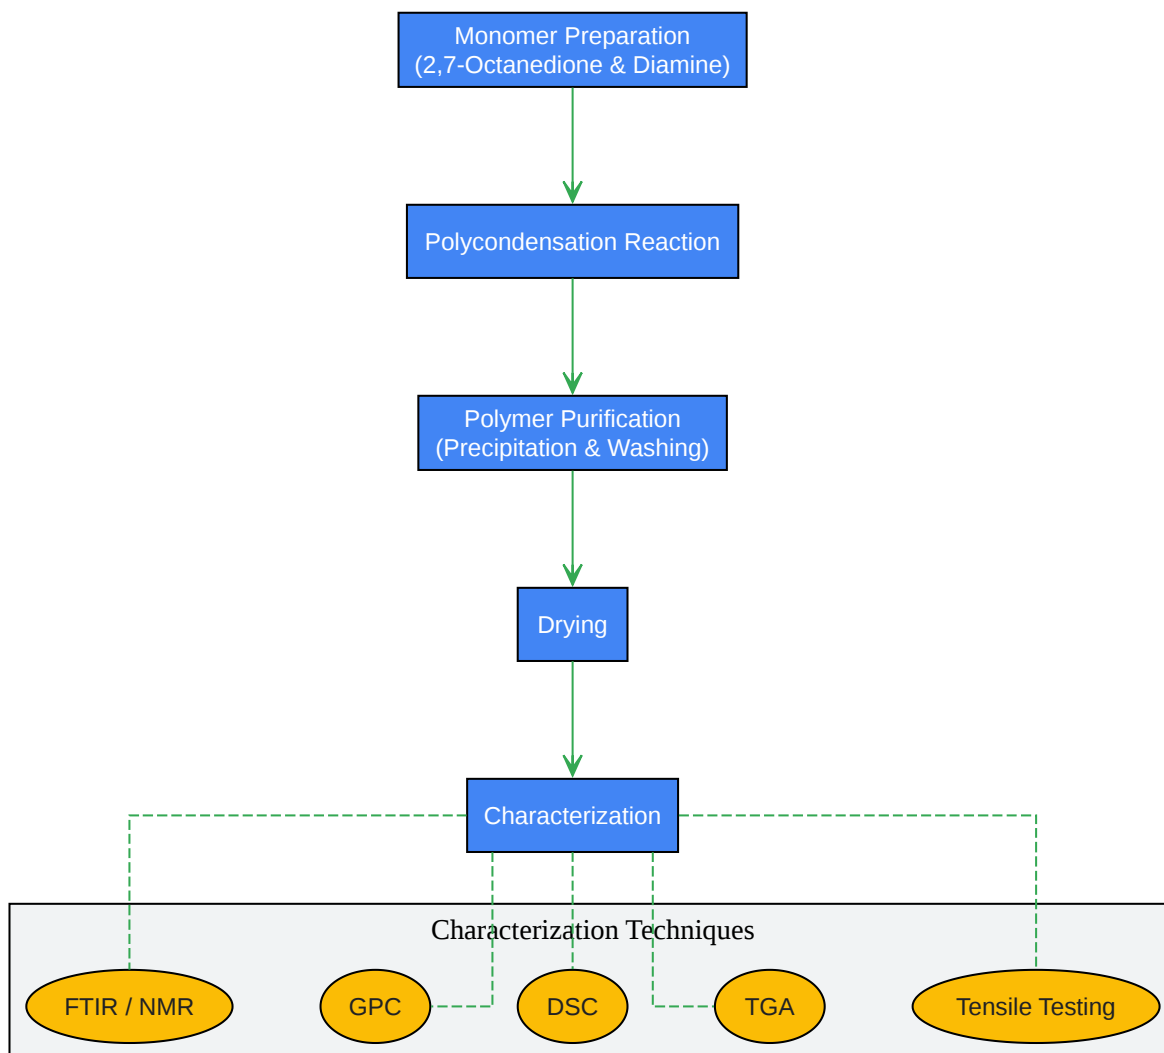 Monomer Preparation
(2,7-Octanedione & Diamine)
Polycondensation Reaction
Polymer Purification
(Precipitation & Washing)
Drying
Characterization
Characterization Techniques
FTIR / NMR
GPC
DSC
TGA
Tensile Testing